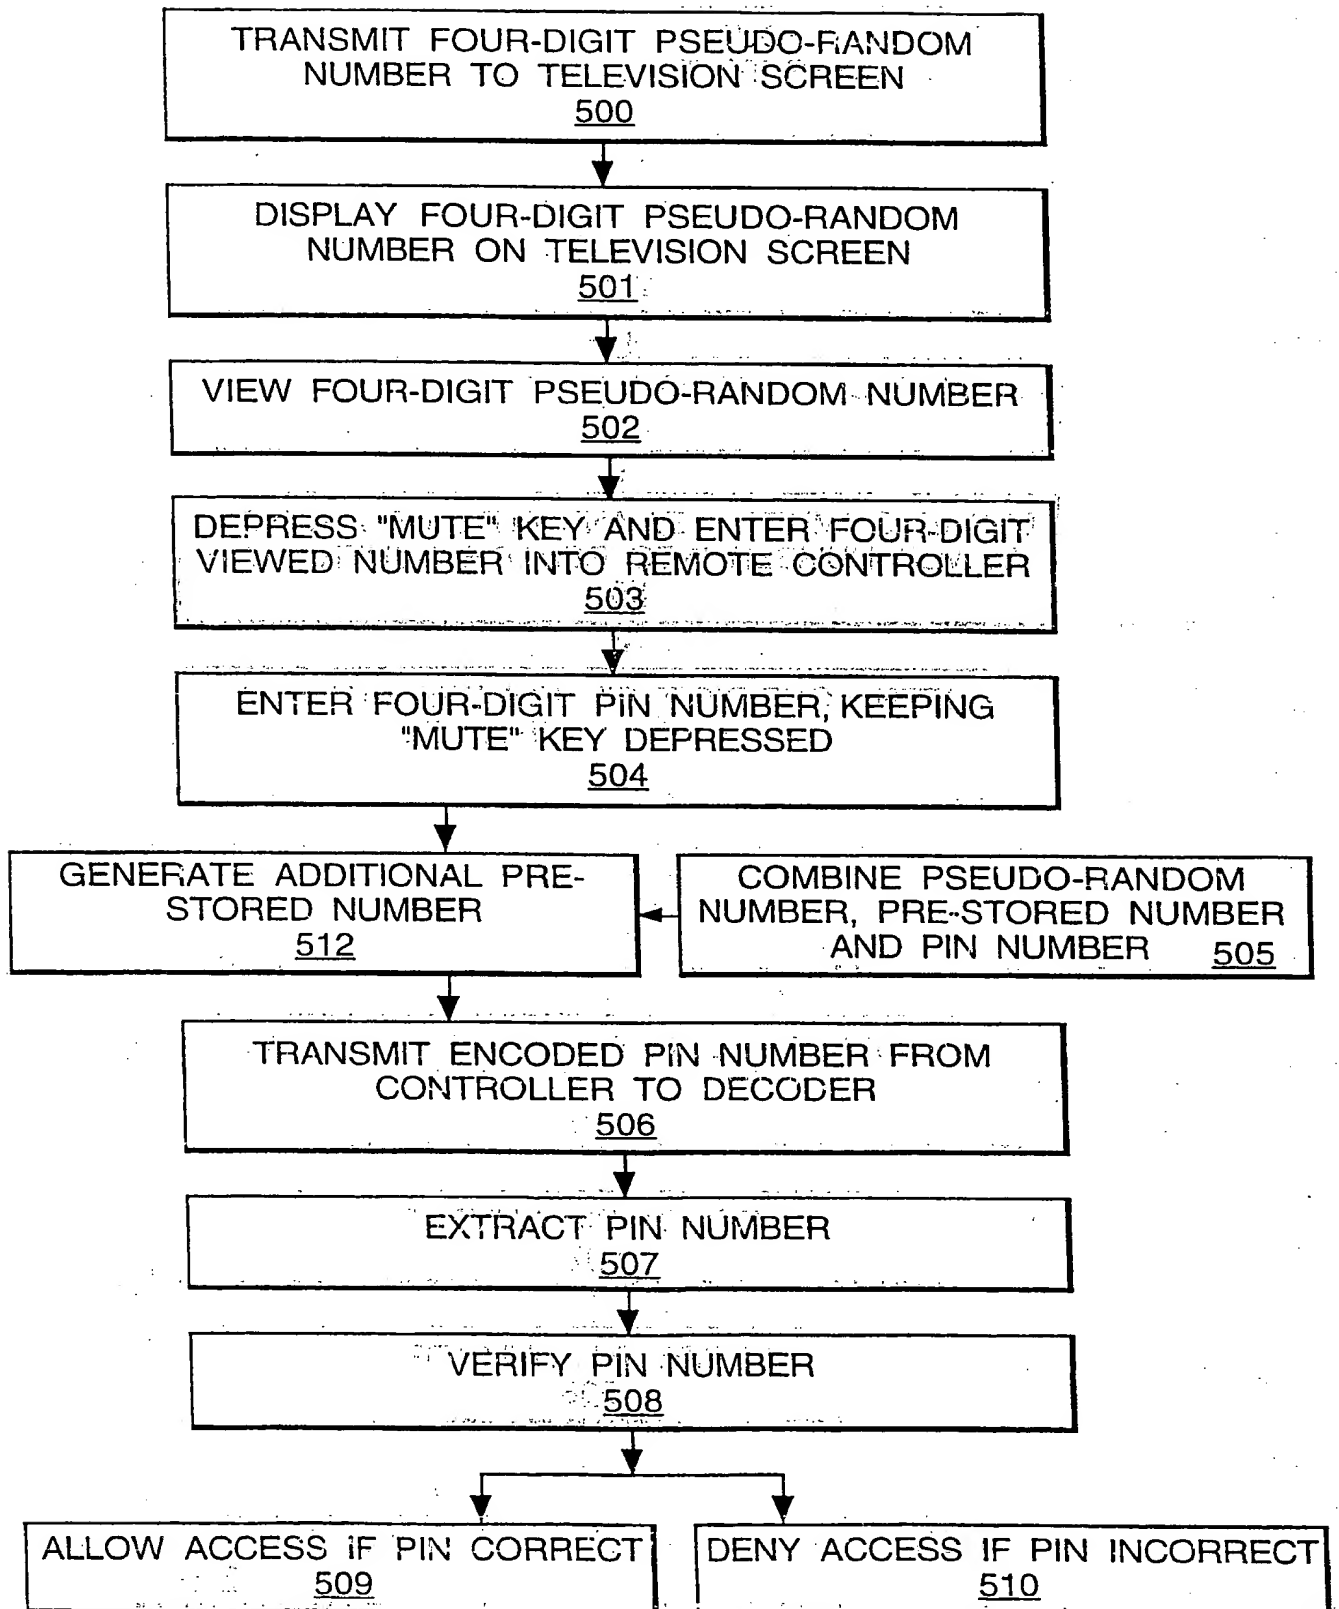 TRANSMIT FOUR-DIGIT PSEUDO-RANDOM
NUMBER TO TELEVISION SCREEN
500
DISPLAY FOUR-DIGIT PSEUDO-RANDOM
NUMBER ON TELEVISION SCREEN
501
VIEW FOUR-DIGIT PSEUDO-RANDOM NUMBER
502
DEPRESS "MUTE" KEY AND ENTER FOUR-DIGIT
VIEWED NUMBER INTO REMOTE CONTROLLER
503
ENTER FOUR-DIGIT PIN NUMBER, KEEPING
"MUTE" KEY DEPRESSED
504
GENERATE ADDITIONAL PRE-
STORED NUMBER
512
COMBINE PSEUDO-RANDOM
NUMBER, PRE-STORED NUMBER
AND PIN NUMBER 505
TRANSMIT ENCODED PIN NUMBER FROM
CONTROLLER TO DECODER
506
EXTRACT PIN NUMBER
507
VERIFY PIN NUMBER
508
ALLOW ACCESS IF PIN CORRECT
509
DENY ACCESS IF PIN INCORRECT
510